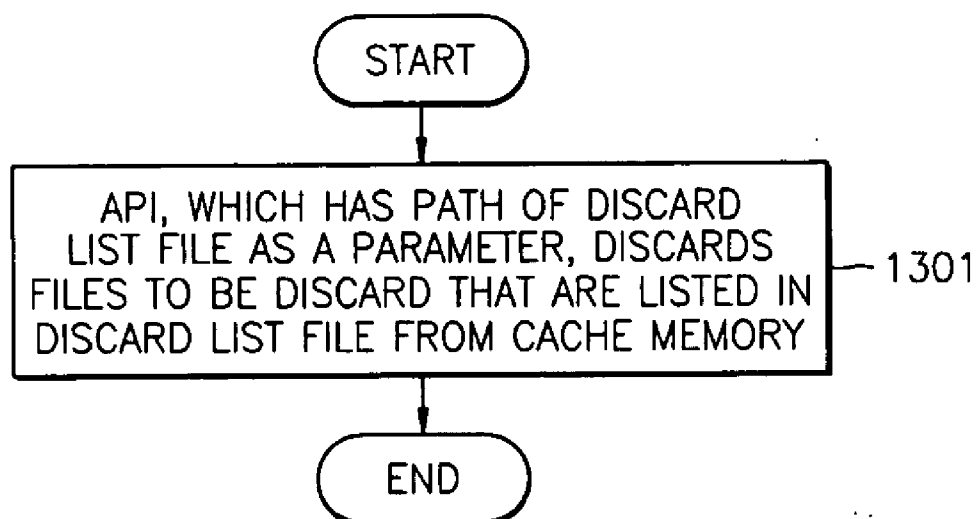 START
API, WHICH HAS PATH OF DISCARD
LIST FILE AS A PARAMETER, DISCARDS
FILES TO BE DISCARD THAT ARE LISTED IN
DISCARD LIST FILE FROM CACHE MEMORY
1301
END